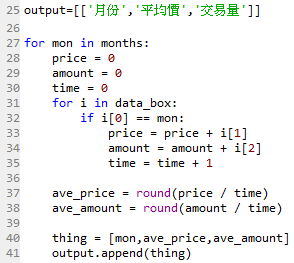 25 output=[['月份','平均價','交易量']]
26
27 for mon in months:
28     price = 0
29     amount = 0
30     time = 0
31     for i in data_box:
32         if i[0] == mon:
33             price = price + i[1]
34             amount = amount + i[2]
35             time = time + 1
36
37     ave_price = round(price / time)
38     ave_amount = round(amount / time)
39
40     thing = [mon,ave_price,ave_amount]
41     output.append(thing)